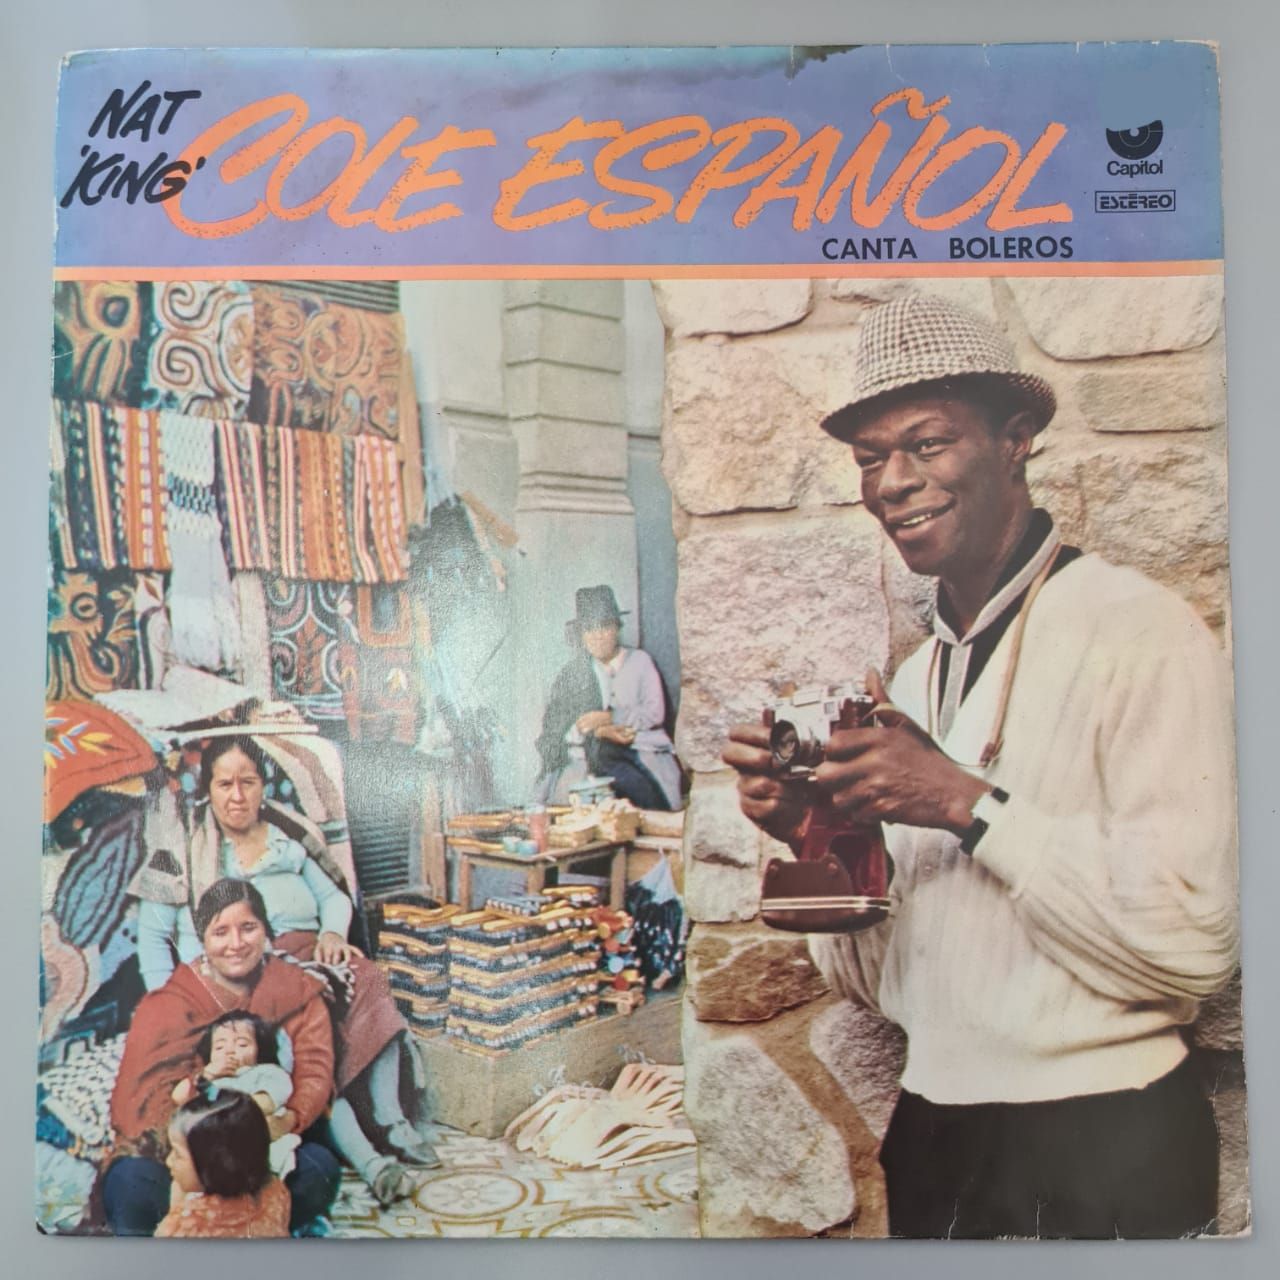 NAT
'KING'
COLE ESPAÑOL
CANTA BOLEROS
Capitol
ESTÉREO